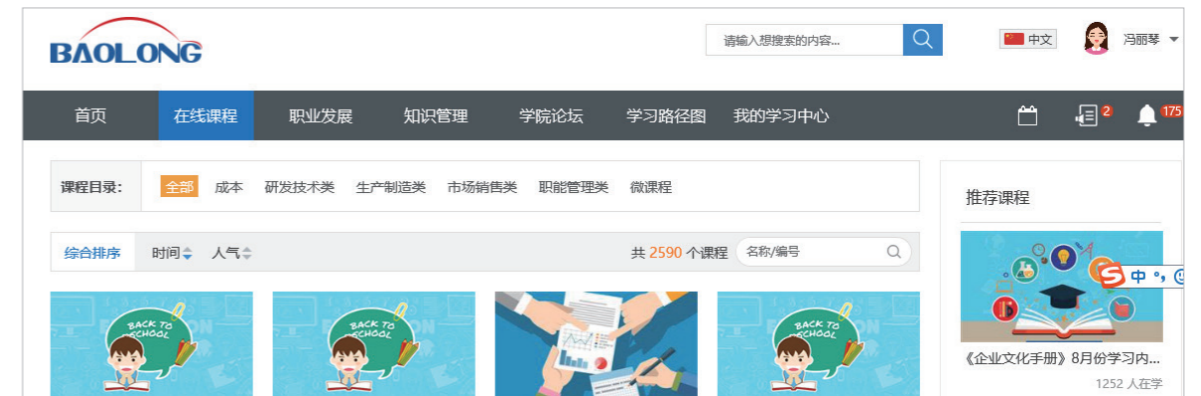 BAOLONG
请输入想搜索的内容...
中文
冯丽琴
首页 在线课程 职业发展 知识管理 学院论坛 学习路径图 我的学习中心
2
175
课程目录： 全部 成本 研发技术类 生产制造类 市场销售类 职能管理类 微课程
推荐课程
综合排序 时间 人气 共 2590 个课程 名称/编号
BACK TO SCHOOL
BACK TO SCHOOL
BACK TO SCHOOL
中
《企业文化手册》8月份学习内...
1252 人在学